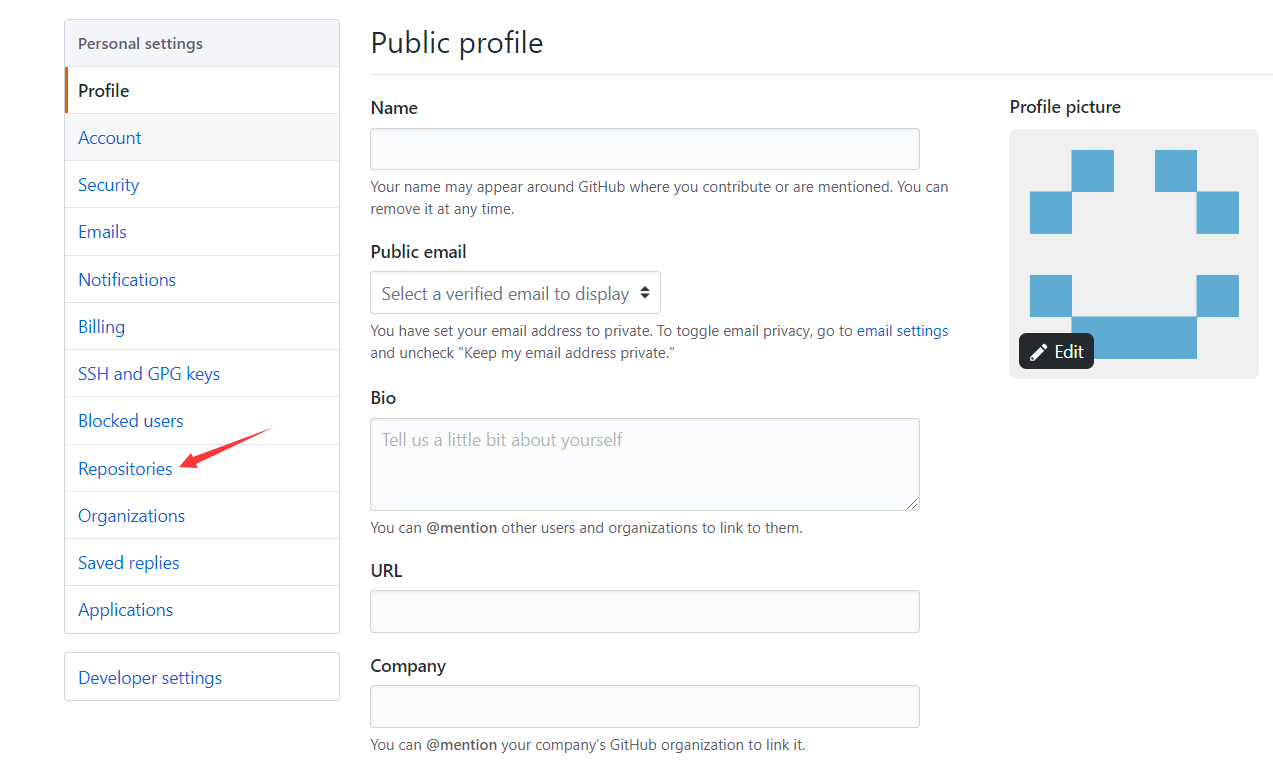 Personal settings
Profile
Account
Security
Emails
Notifications
Billing
SSH and GPG keys
Blocked users
Repositories
Organizations
Saved replies
Applications
Developer settings
Public profile
Name
Your name may appear around GitHub where you contribute or are mentioned. You can
remove it at any time.
Public email
Select a verified email to display
You have set your email address to private. To toggle email privacy, go to email settings
and uncheck "Keep my email address private."
Bio
Tell us a little bit about yourself
You can @mention other users and organizations to link to them.
URL
Company
You can @mention your company's GitHub organization to link it.
Profile picture
Edit